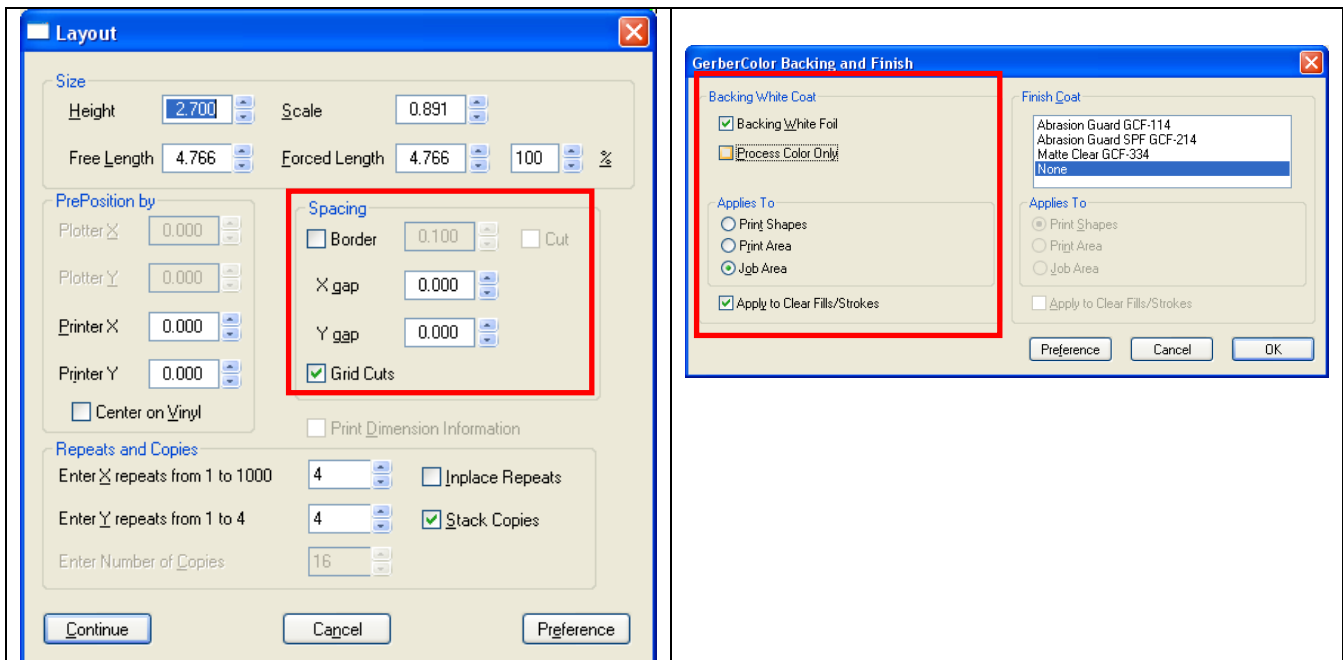 Layout
Size
Height 2.700 Scale 0.891
Free Length 4.766 Forced Length 4.766 100 %
PrePosition by
Plotter X 0.000
Plotter Y 0.000
Printer X 0.000
Printer Y 0.000
Center on Vinyl
Spacing
Border 0.100 Cut
X gap 0.000
Y gap 0.000
Grid Cuts
Print Dimension Information
Repeats and Copies
Enter X repeats from 1 to 1000 4 Inplace Repeats
Enter Y repeats from 1 to 4 4 Stack Copies
Enter Number of Copies 16
Continue Cancel Preference
GerberColor Backing and Finish
Backing White Coat
Backing White Foil
Process Color Only
Applies To
Print Shapes
Print Area
Job Area
Apply to Clear Fills/Strokes
Finish Coat
Abrasion Guard GCF-114
Abrasion Guard SPF GCF-214
Matte Clear GCF-334
None
Applies To
Print Shapes
Print Area
Job Area
Apply to Clear Fills/Strokes
Preference Cancel OK